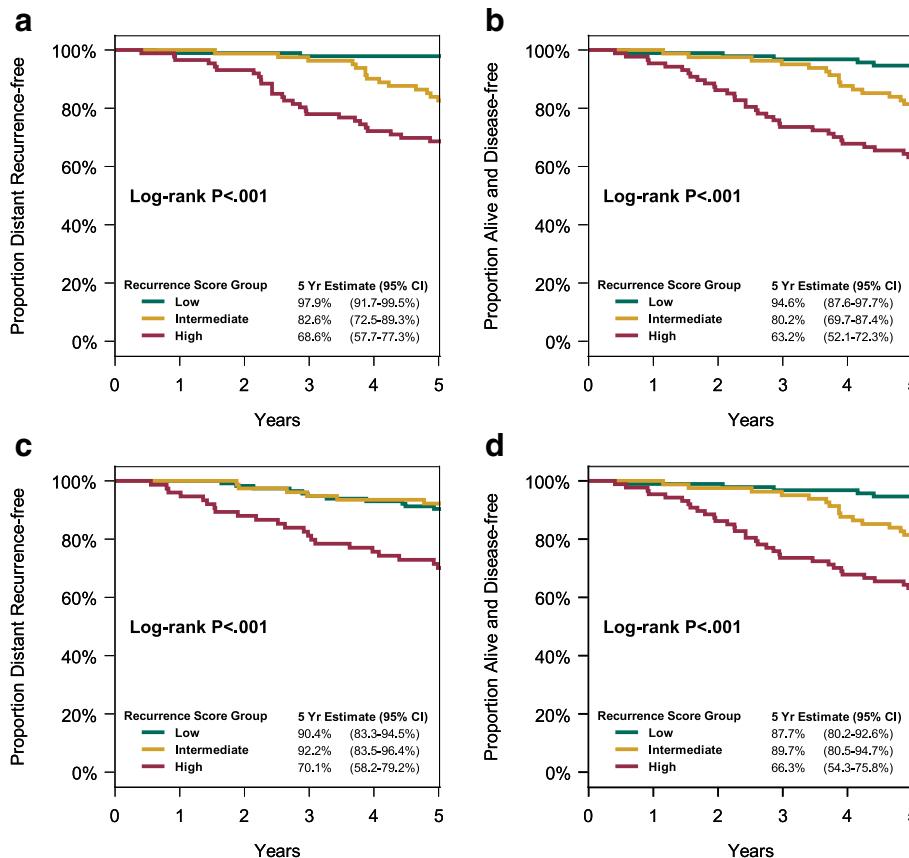 a
Proportion Distant Recurrence-free
100%
80%
60%
40%
20%
0%
Log-rank P<.001
Recurrence Score Group 5 Yr Estimate (95% CI)
Low 97.9% (91.7-99.5%)
Intermediate 82.6% (72.5-89.3%)
High 68.6% (57.7-77.3%)
0 1 2 3 4 5
Years
b
Proportion Alive and Disease-free
100%
80%
60%
40%
20%
0%
Log-rank P<.001
Recurrence Score Group 5 Yr Estimate (95% CI)
Low 94.6% (87.6-97.7%)
Intermediate 80.2% (69.7-87.4%)
High 63.2% (52.1-72.3%)
0 1 2 3 4 5
Years
c
Proportion Distant Recurrence-free
100%
80%
60%
40%
20%
0%
Log-rank P<.001
Recurrence Score Group 5 Yr Estimate (95% CI)
Low 90.4% (83.3-94.5%)
Intermediate 92.2% (83.5-96.4%)
High 70.1% (58.2-79.2%)
0 1 2 3 4 5
Years
d
Proportion Alive and Disease-free
100%
80%
60%
40%
20%
0%
Log-rank P<.001
Recurrence Score Group 5 Yr Estimate (95% CI)
Low 87.7% (80.2-92.6%)
Intermediate 89.7% (80.5-94.7%)
High 66.3% (54.3-75.8%)
0 1 2 3 4 5
Years